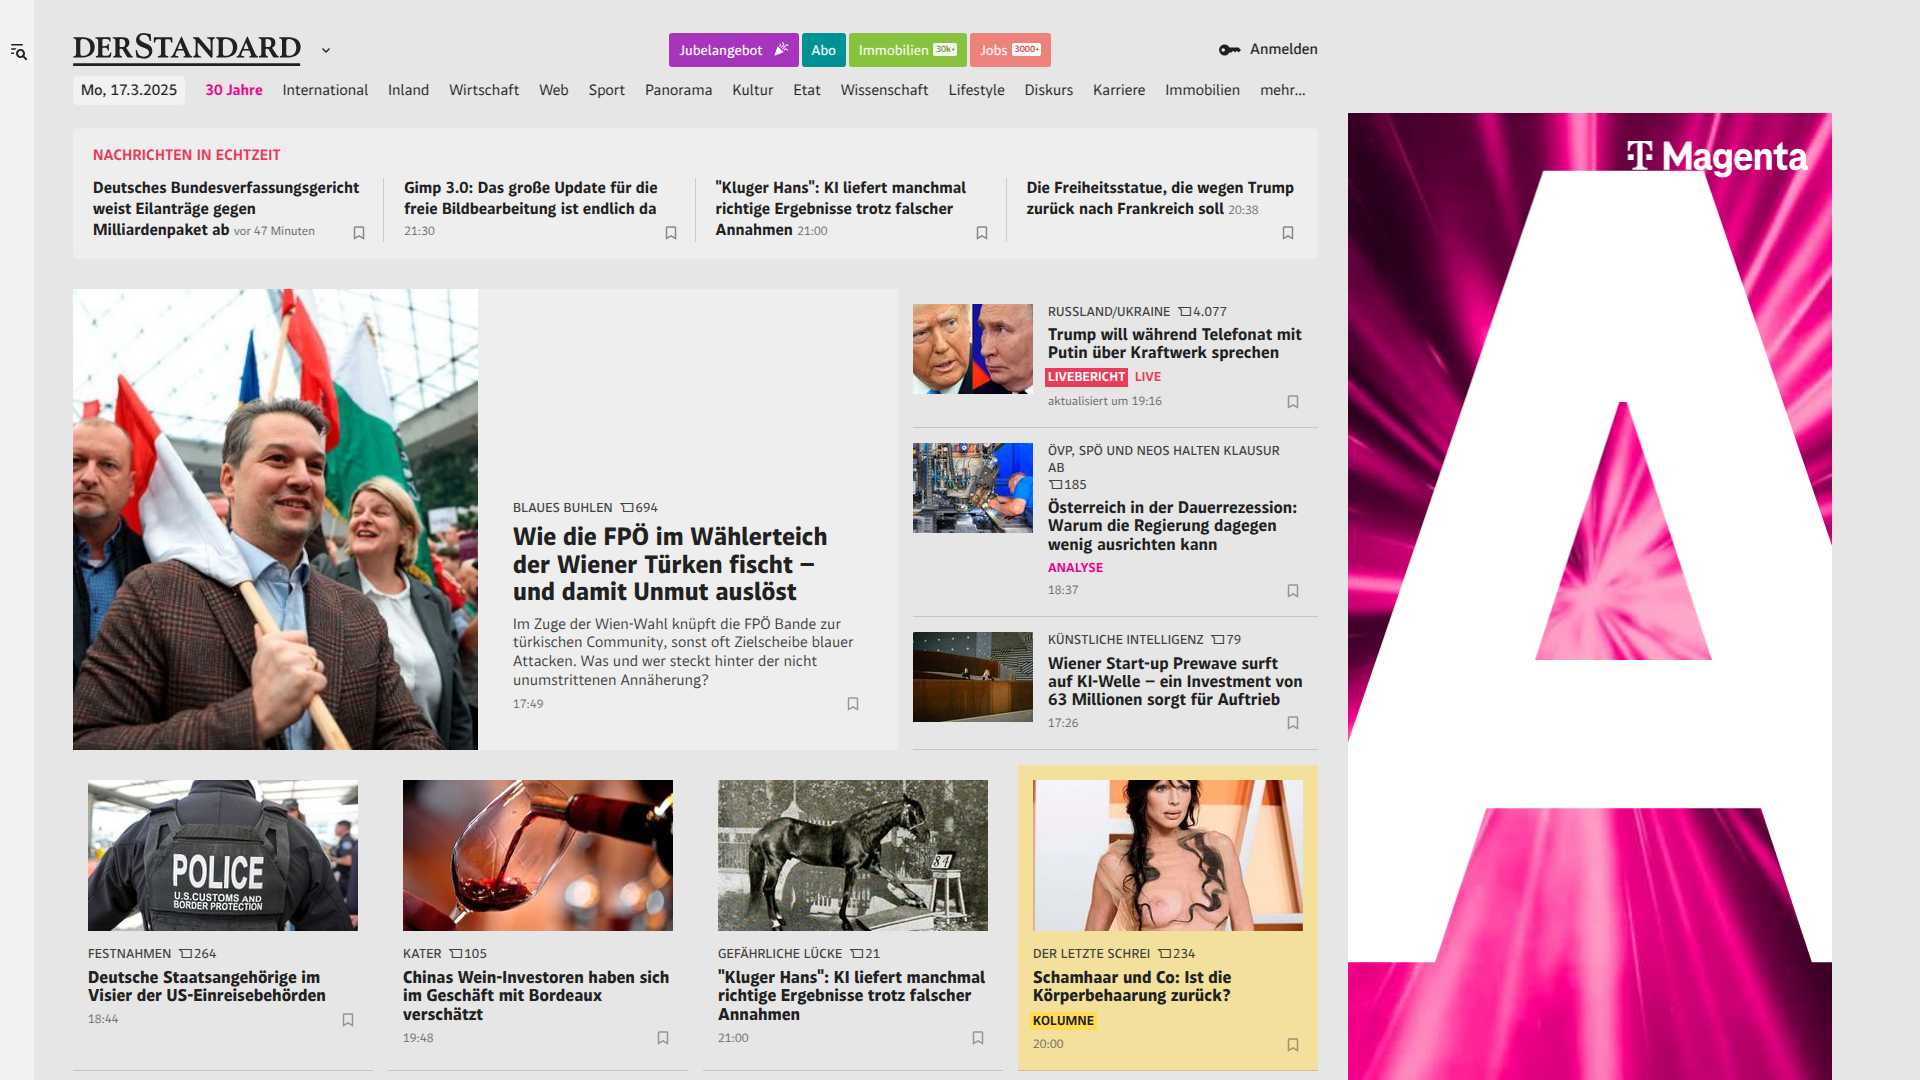 DERSTANDARD
Jubelangebot
Abo
Immobilien 30k+
Jobs 3000+
Anmelden
Mo, 17.3.2025
30 Jahre
International
Inland
Wirtschaft
Web
Sport
Panorama
Kultur
Etat
Wissenschaft
Lifestyle
Diskurs
Karriere
Immobilien
mehr...
NACHRICHTEN IN ECHTZEIT
Deutsches Bundesverfassungsgericht
weist Eilanträge gegen
Milliardenpaket ab vor 47 Minuten
Gimp 3.0: Das große Update für die
freie Bildbearbeitung ist endlich da
21:30
"Kluger Hans": KI liefert manchmal
richtige Ergebnisse trotz falscher
Annahmen 21:00
Die Freiheitsstatue, die wegen Trump
zurück nach Frankreich soll 20:38
BLAUES BUHLEN 694
Wie die FPÖ im Wählerteich
der Wiener Türken fischt –
und damit Unmut auslöst
Im Zuge der Wien-Wahl knüpft die FPÖ Bande zur
türkischen Community, sonst oft Zielscheibe blauer
Attacken. Was und wer steckt hinter der nicht
unumstrittenen Annäherung?
17:49
RUSSLAND/UKRAINE 4.077
Trump will während Telefonat mit
Putin über Kraftwerk sprechen
LIVEBERICHT LIVE
aktualisiert um 19:16
ÖVP, SPÖ UND NEOS HALTEN KLAUSUR
AB
185
Österreich in der Dauerrezession:
Warum die Regierung dagegen
wenig ausrichten kann
ANALYSE
18:37
KÜNSTLICHE INTELLIGENZ 79
Wiener Start-up Prewave surft
auf KI-Welle – ein Investment von
63 Millionen sorgt für Auftrieb
17:26
POLICE
U.S. CUSTOMS AND
BORDER PROTECTION
FESTNAHMEN 264
Deutsche Staatsangehörige im
Visier der US-Einreisebehörden
18:44
KATER 105
Chinas Wein-Investoren haben sich
im Geschäft mit Bordeaux
verschätzt
19:48
84
GEFÄHRLICHE LÜCKE 21
"Kluger Hans": KI liefert manchmal
richtige Ergebnisse trotz falscher
Annahmen
21:00
DER LETZTE SCHREI 234
Schamhaar und Co: Ist die
Körperbehaarung zurück?
KOLUMNE
20:00
T Magenta
A